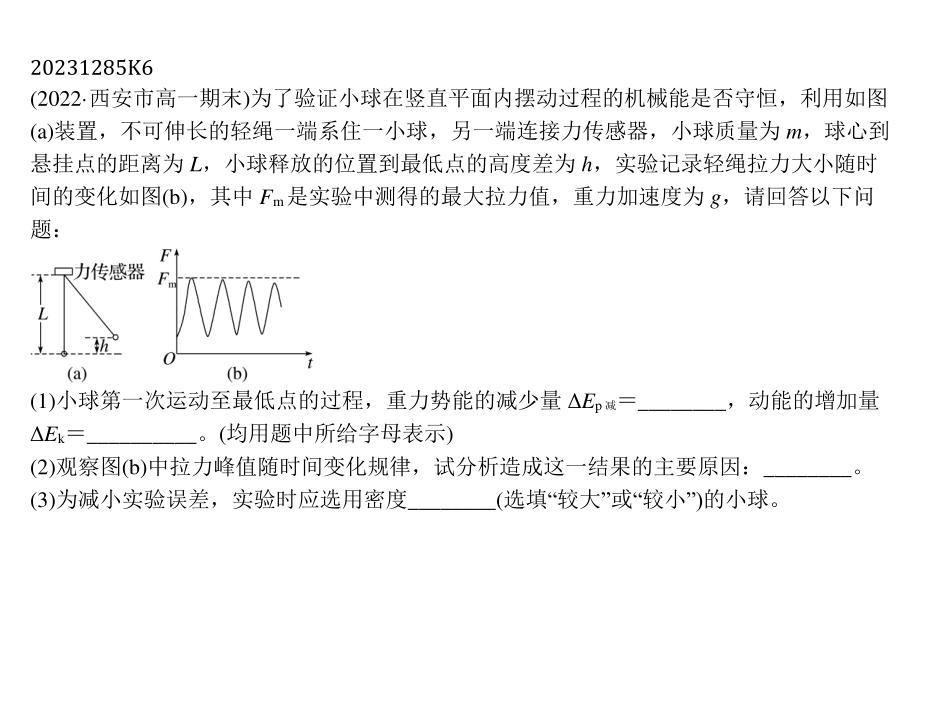 20231285K6
(2022·西安市高一期末)为了验证小球在竖直平面内摆动过程的机械能是否守恒，利用如图
(a)装置，不可伸长的轻绳一端系住一小球，另一端连接力传感器，小球质量为 m，球心到
悬挂点的距离为 L，小球释放的位置到最低点的高度差为 h，实验记录轻绳拉力大小随时
间的变化如图(b)，其中 Fm 是实验中测得的最大拉力值，重力加速度为 g，请回答以下问
题：
力传感器
L
h
(a)
F
Fm
O
t
(b)
(1)小球第一次运动至最低点的过程，重力势能的减少量 ΔEp减＝________，动能的增加量
ΔEk＝__________。(均用题中所给字母表示)
(2)观察图(b)中拉力峰值随时间变化规律，试分析造成这一结果的主要原因：________。
(3)为减小实验误差，实验时应选用密度________(选填“较大”或“较小”)的小球。